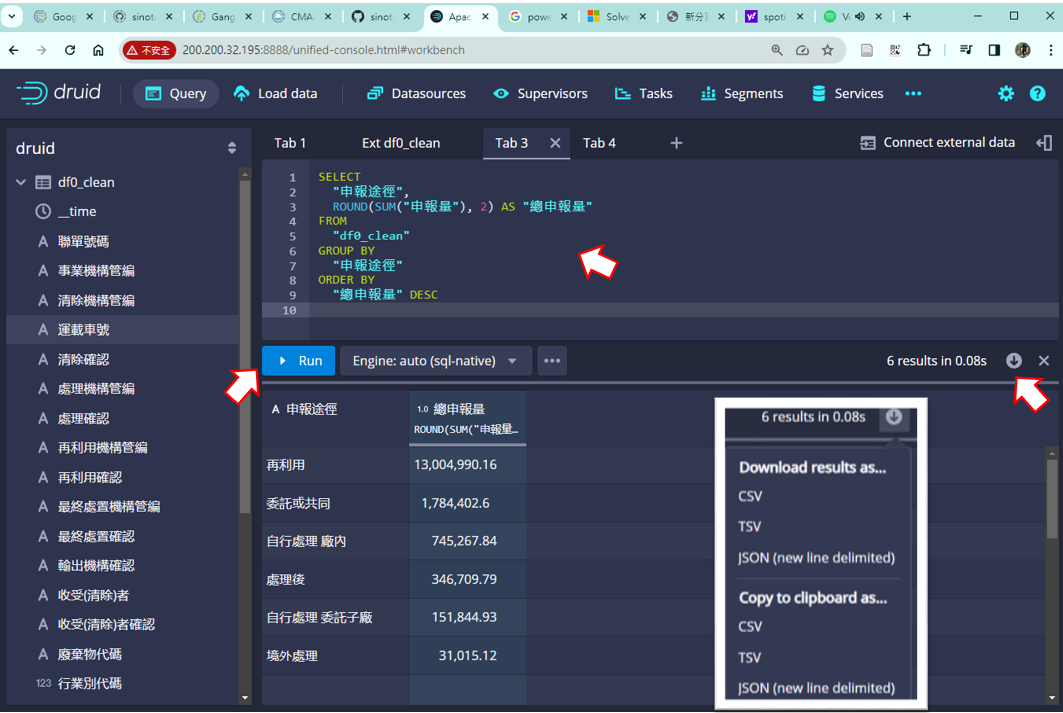 Goog
sinot
Gang
CMA
sinot
Apac
powe
Solve
新分
spoti
不安全
200.200.32.195:8888/unified-console.html#workbench
druid
Query
Load data
Datasources
Supervisors
Tasks
Segments
Services
druid
Tab 1
Ext df0_clean
Tab 3
Tab 4
Connect external data
df0_clean
__time
A 聯單號碼
A 事業機構管編
A 清除機構管編
A 運載車號
A 清除確認
A 處理機構管編
A 處理確認
A 再利用機構管編
A 再利用確認
A 最終處置機構管編
A 最終處置確認
A 輸出機構確認
A 收受(清除)者
A 收受(清除)者確認
A 廢棄物代碼
123 行業別代碼
1 SELECT
2 "申報途徑",
3 ROUND(SUM("申報量"), 2) AS "總申報量"
4 FROM
5 "df0_clean"
6 GROUP BY
7 "申報途徑"
8 ORDER BY
9 "總申報量" DESC
10
Run
Engine: auto (sql-native)
6 results in 0.08s
A 申報途徑
1.0 總申報量
ROUND(SUM("申報量…
再利用 13,004,990.16
委託或共同 1,784,402.6
自行處理 廠內 745,267.84
處理後 346,709.79
自行處理 委託子廠 151,844.93
境外處理 31,015.12
6 results in 0.08s
Download results as...
CSV
TSV
JSON (new line delimited)
Copy to clipboard as...
CSV
TSV
JSON (new line delimited)